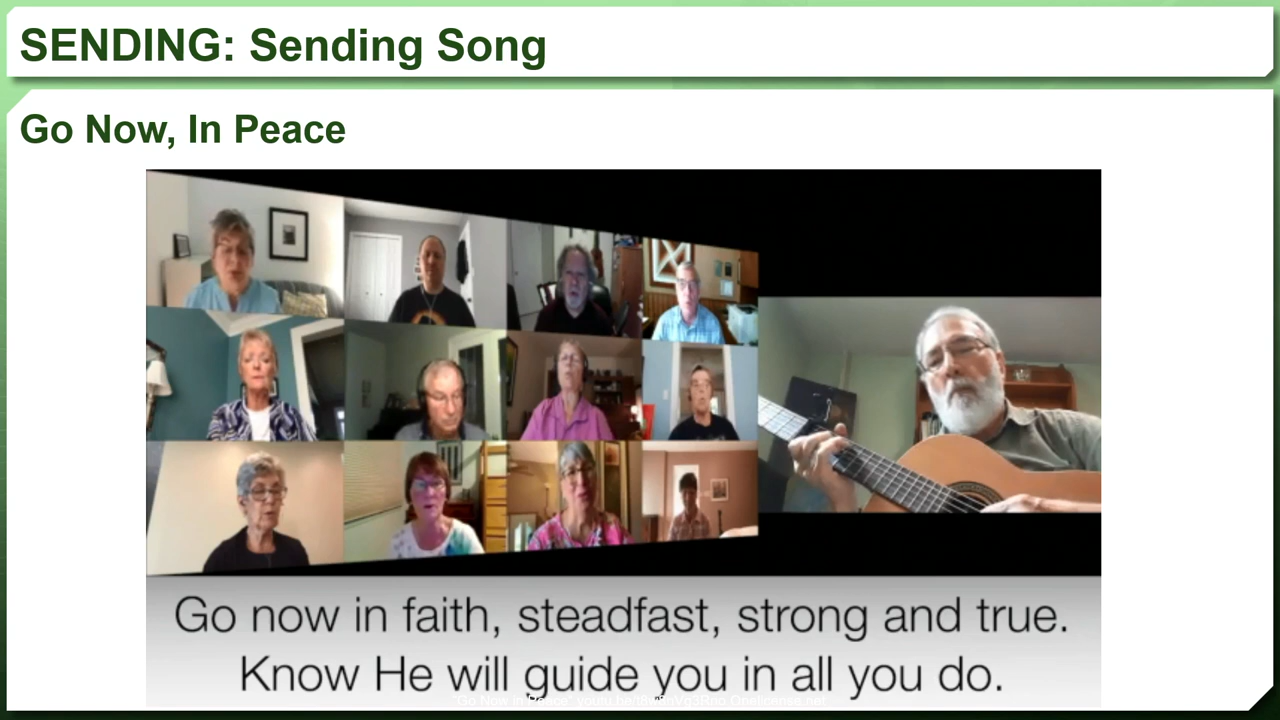 SENDING: Sending Song
Go Now, In Peace
Go now in faith, steadfast, strong and true.
Know He will guide you in all you do.